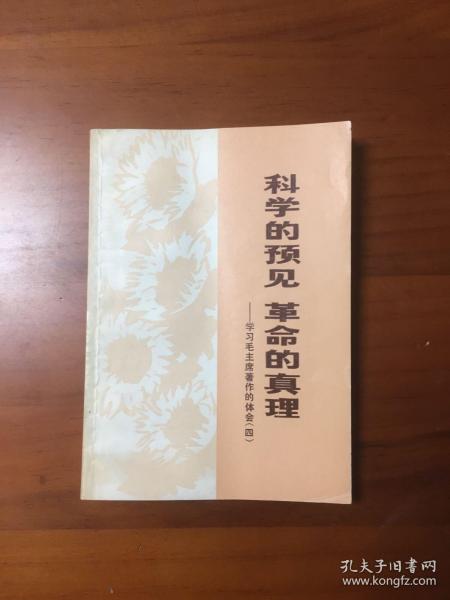 科学的预见 革命的真理
——学习毛主席著作的体会（四）
孔夫子旧书网
www.kongfz.com